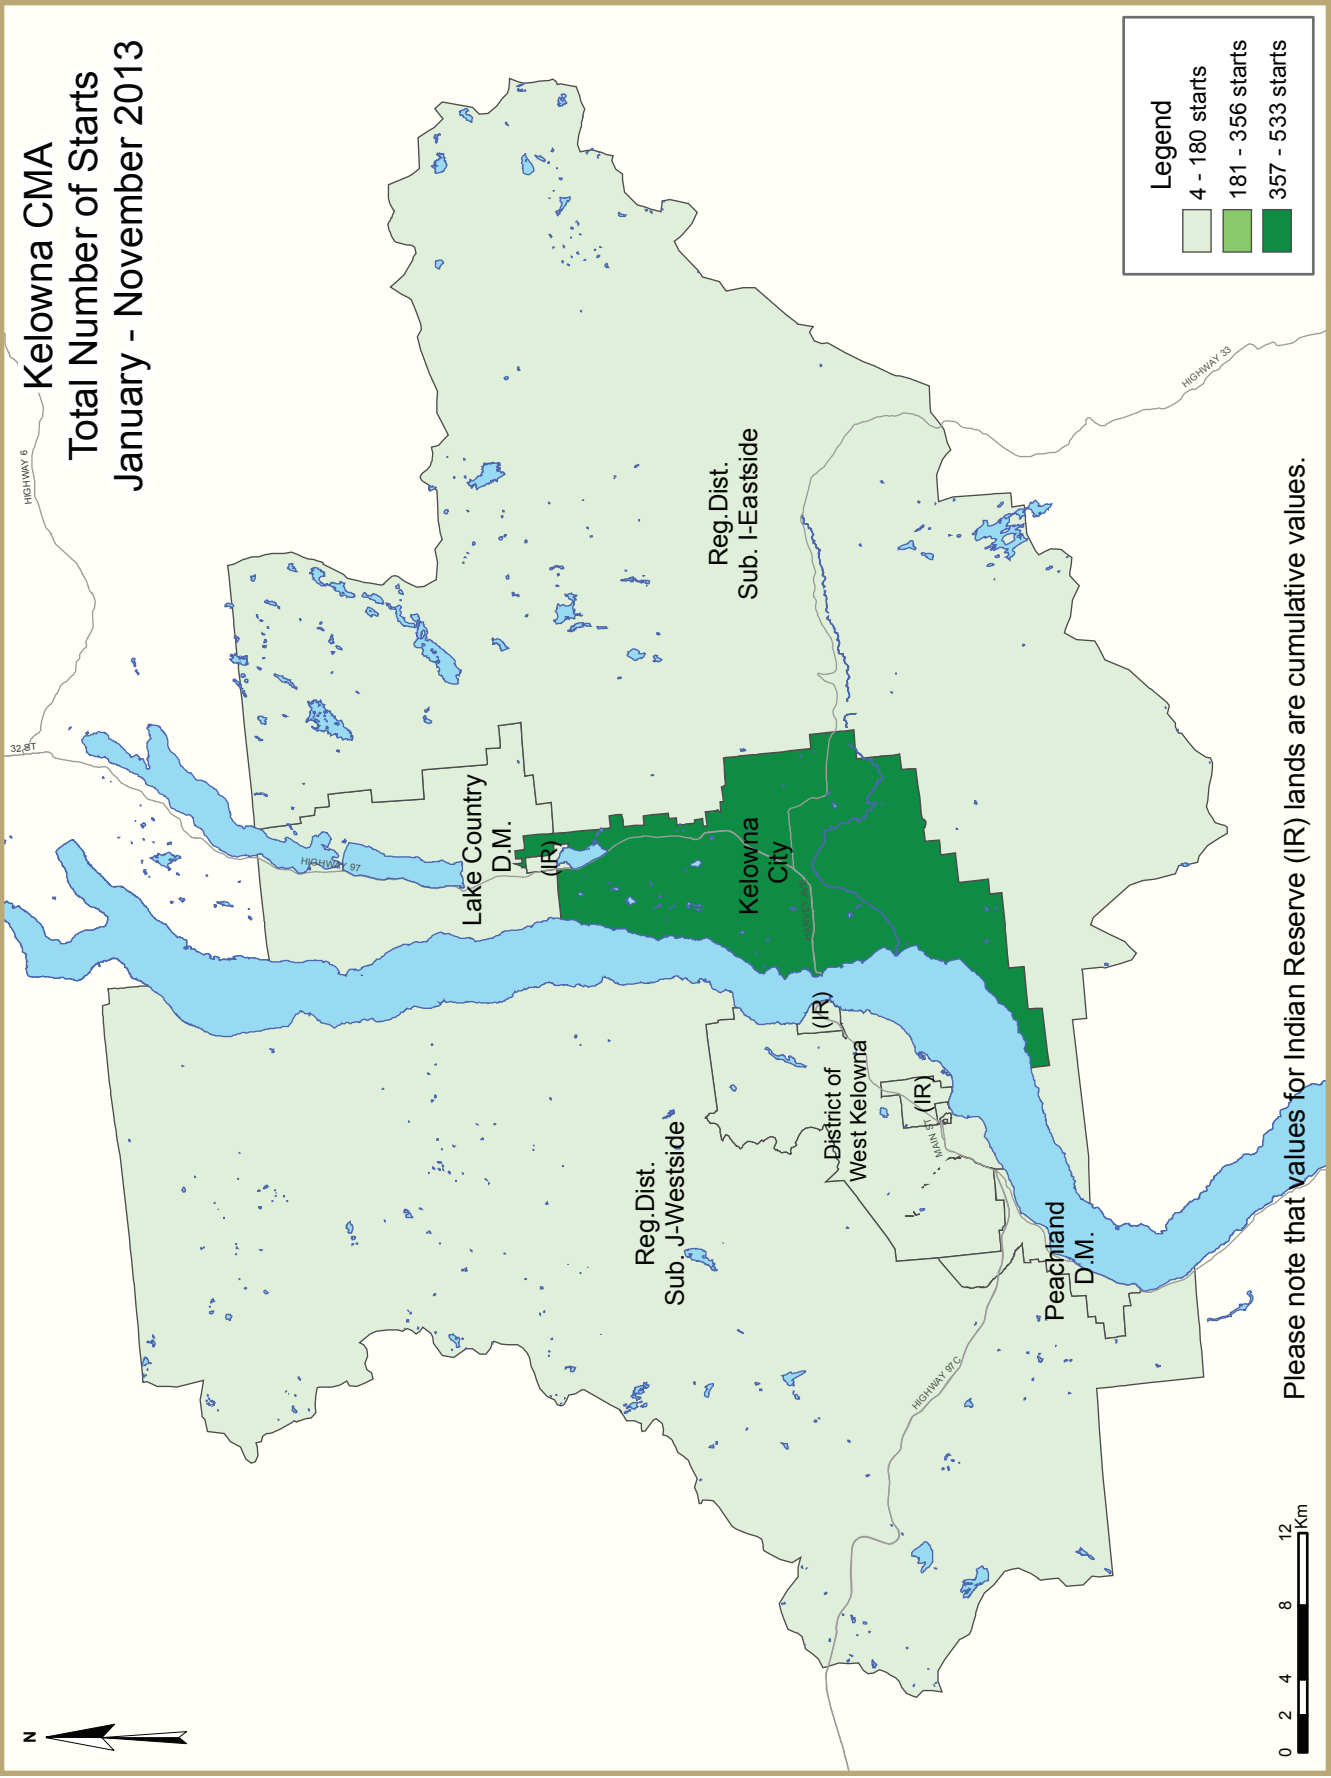 Kelowna CMA
Total Number of Starts
January - November 2013
N
HIGHWAY 6
32 ST
HIGHWAY 97
Lake Country
D.M.
(IR)
Reg.Dist.
Sub. I-Eastside
HIGHWAY 33
Kelowna
City
HARVEY AVE
(IR)
District of
West Kelowna
(IR)
MAIN ST
Reg.Dist.
Sub. J-Westside
Peachland
D.M.
HIGHWAY 97 C
Legend
4 - 180 starts
181 - 356 starts
357 - 533 starts
0 2 4 8 12
Km
Please note that values for Indian Reserve (IR) lands are cumulative values.